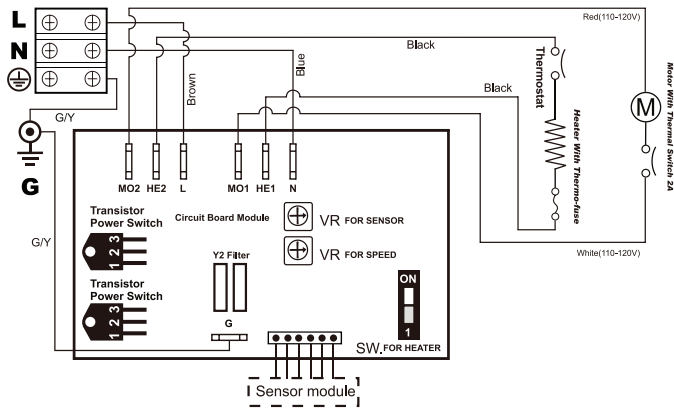 L
N
G
G/Y
G/Y
Brown
Blue
Black
Black
Red(110-120V)
White(110-120V)
Thermostat
Heater With Thermo-fuse
M
Motor With Thermal Switch 2A
MO2 HE2 L MO1 HE1 N
Transistor
Power Switch
1 2 3
Transistor
Power Switch
1 2 3
Circuit Board Module
VR FOR SENSOR
VR FOR SPEED
Y2 Filter
G
ON
1
SW. FOR HEATER
Sensor module